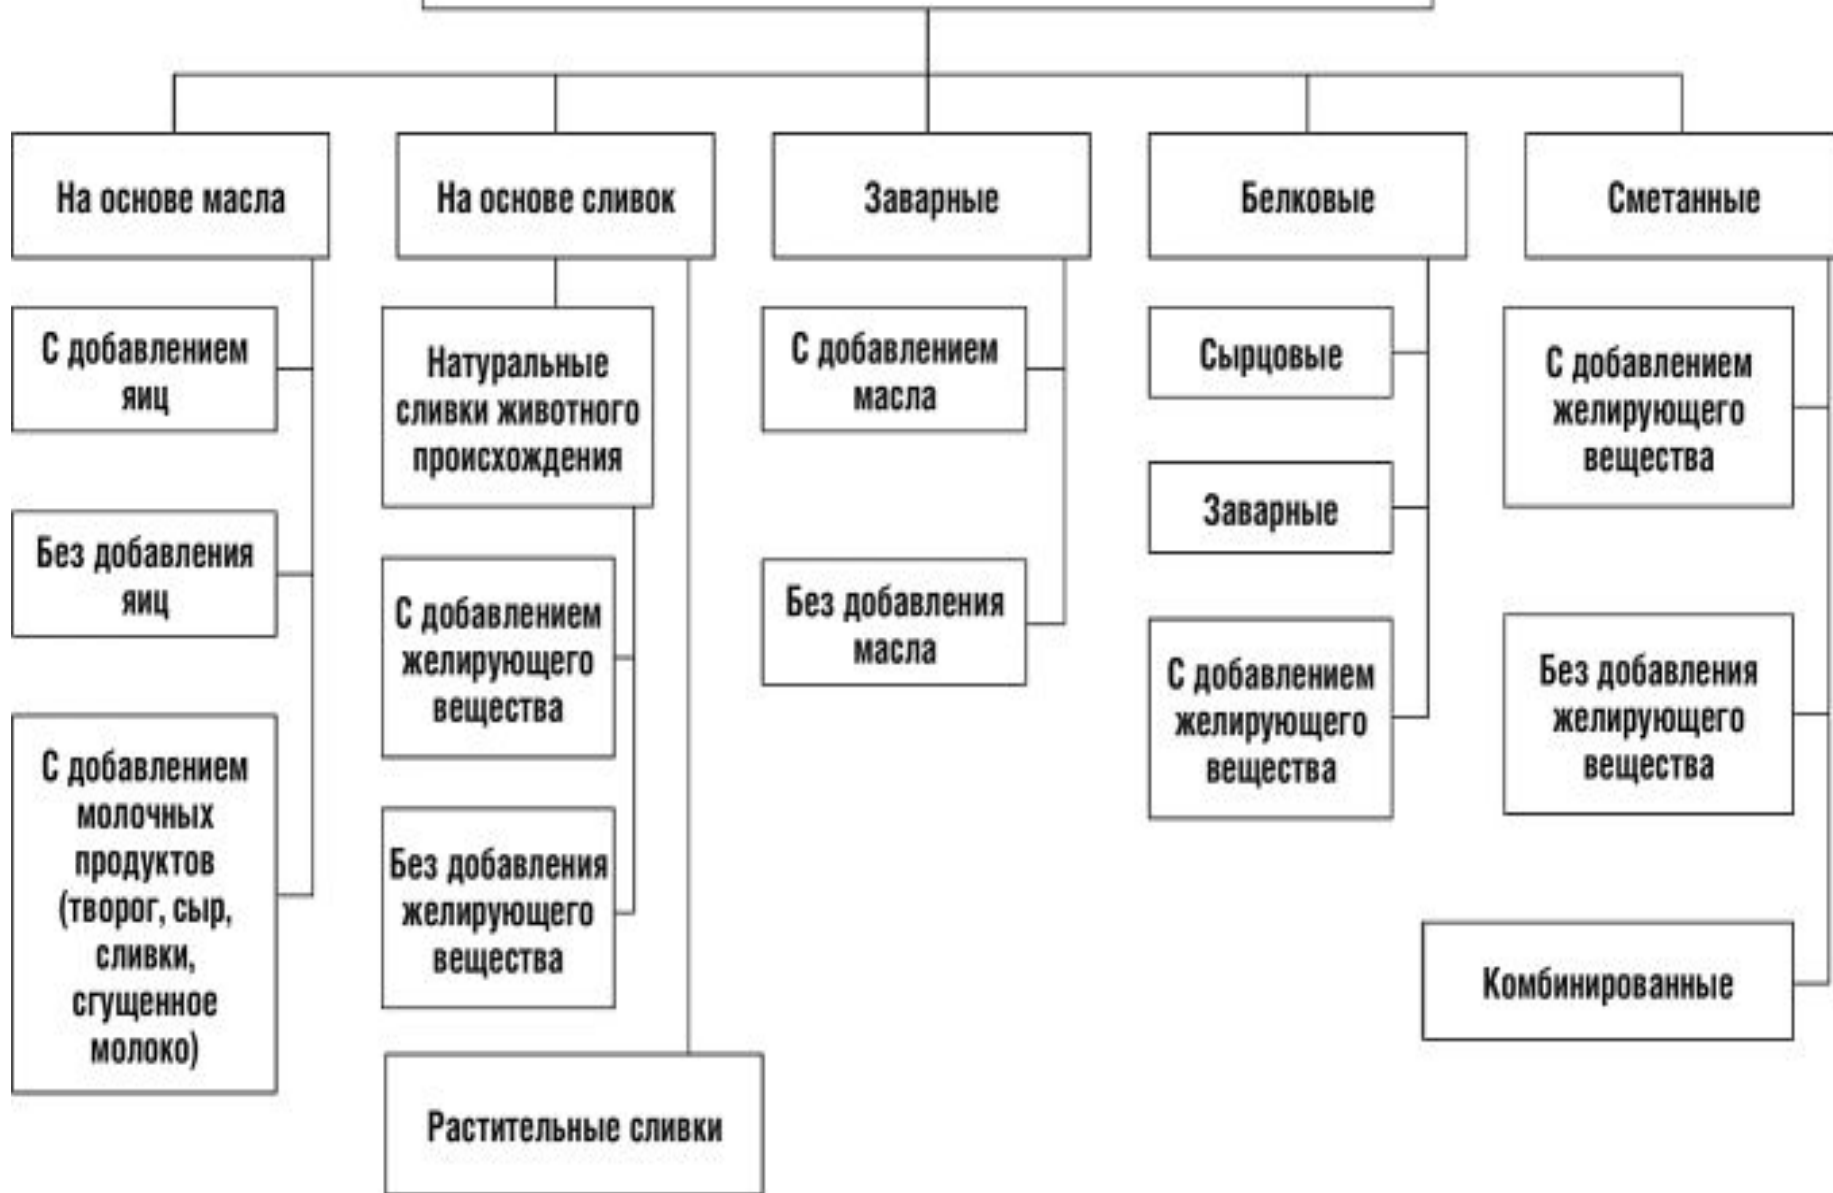 На основе масла
На основе сливок
Заварные
Белковые
Сметанные
С добавлением
яиц
Без добавления
яиц
С добавлением
молочных
продуктов
(творог, сыр,
сливки,
сгущенное
молоко)
Натуральные
сливки животного
происхождения
С добавлением
желирующего
вещества
Без добавления
желирующего
вещества
Растительные сливки
С добавлением
масла
Без добавления
масла
Сырцовые
Заварные
С добавлением
желирующего
вещества
С добавлением
желирующего
вещества
Без добавления
желирующего
вещества
Комбинированные